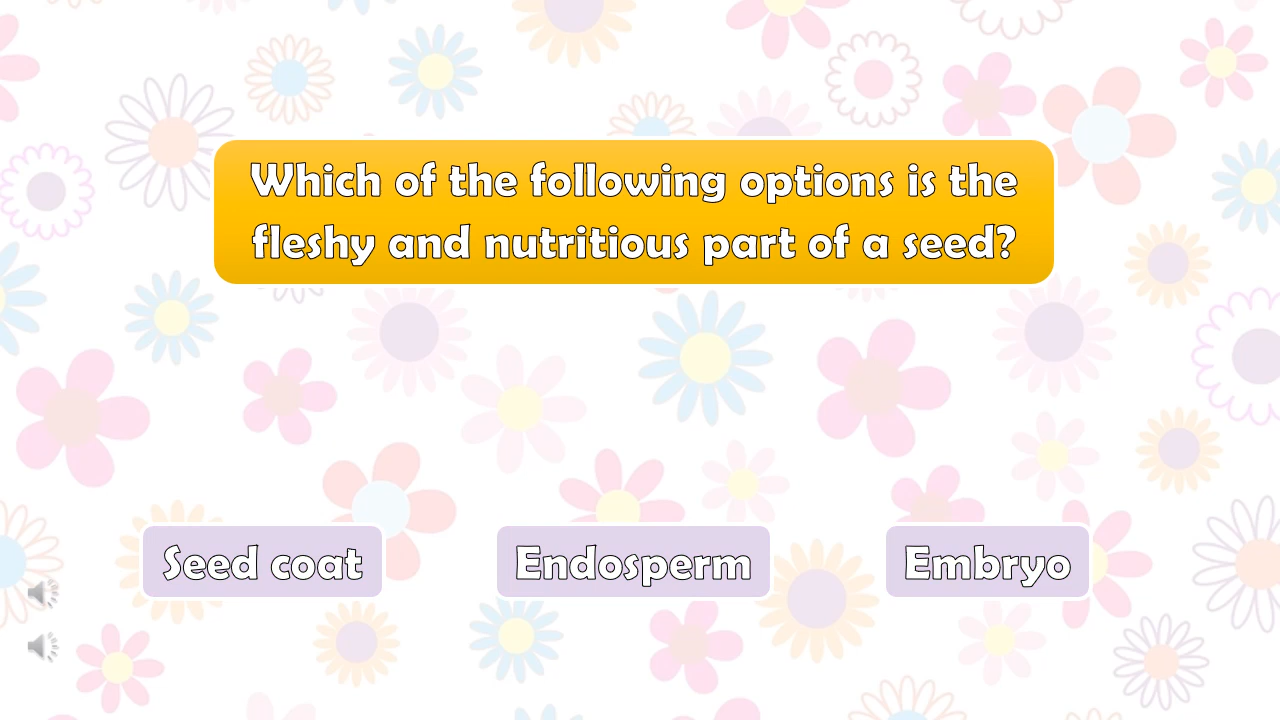 Which of the following options is the
fleshy and nutritious part of a seed?
Seed coat
Endosperm
Embryo